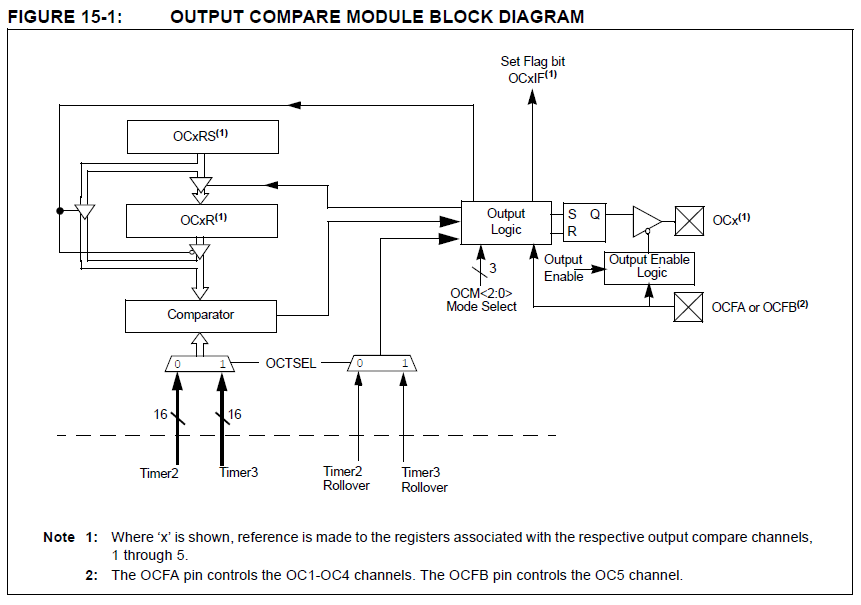 FIGURE 15-1: OUTPUT COMPARE MODULE BLOCK DIAGRAM
Set Flag bit
OCxIF(1)
OCxRS(1)
OCxR(1)
Output
Logic
S Q
R
OCx(1)
Output
Enable
Output Enable
Logic
3
OCM<2:0>
Mode Select
OCFA or OCFB(2)
Comparator
0 1
OCTSEL
0 1
16
16
Timer2
Timer3
Timer2
Rollover
Timer3
Rollover
Note 1: Where ‘x’ is shown, reference is made to the registers associated with the respective output compare channels,
1 through 5.
2: The OCFA pin controls the OC1-OC4 channels. The OCFB pin controls the OC5 channel.